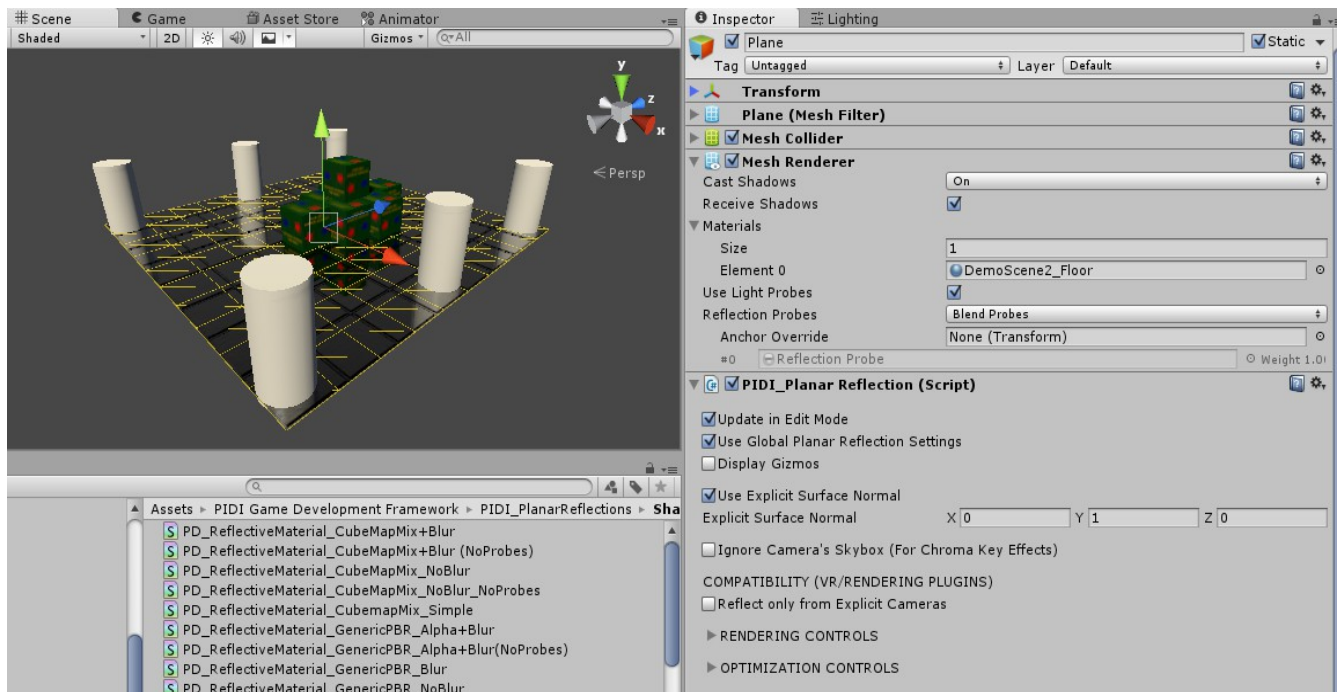 Scene Game Asset Store Animator
Shaded 2D Gizmos All
y
z
x
Persp
Assets PIDI Game Development Framework PIDI_PlanarReflections Sha
PD_ReflectiveMaterial_CubeMapMix+Blur
PD_ReflectiveMaterial_CubeMapMix+Blur (NoProbes)
PD_ReflectiveMaterial_CubeMapMix_NoBlur
PD_ReflectiveMaterial_CubeMapMix_NoBlur_NoProbes
PD_ReflectiveMaterial_CubemapMix_Simple
PD_ReflectiveMaterial_GenericPBR_Alpha+Blur
PD_ReflectiveMaterial_GenericPBR_Alpha+Blur(NoProbes)
PD_ReflectiveMaterial_GenericPBR_Blur
PD_ReflectiveMaterial_GenericPBR_NoBlur
Inspector Lighting
Plane Static
Tag Untagged Layer Default
Transform
Plane (Mesh Filter)
Mesh Collider
Mesh Renderer
Cast Shadows On
Receive Shadows
Materials
Size 1
Element 0 DemoScene2_Floor
Use Light Probes
Reflection Probes Blend Probes
Anchor Override None (Transform)
#0 Reflection Probe Weight 1.0
PIDI_Planar Reflection (Script)
Update in Edit Mode
Use Global Planar Reflection Settings
Display Gizmos
Use Explicit Surface Normal
Explicit Surface Normal X 0 Y 1 Z 0
Ignore Camera's Skybox (For Chroma Key Effects)
COMPATIBILITY (VR/RENDERING PLUGINS)
Reflect only from Explicit Cameras
RENDERING CONTROLS
OPTIMIZATION CONTROLS